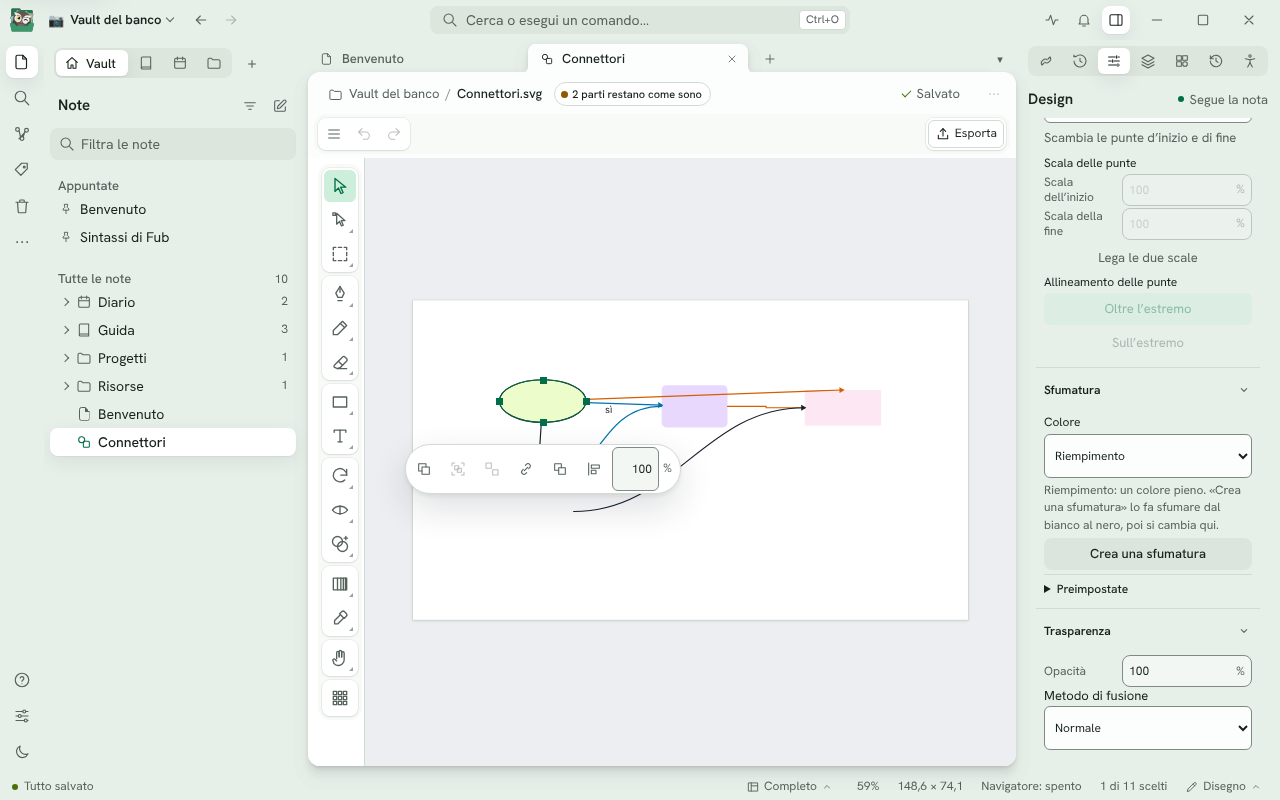 Vault del banco
Cerca o esegui un comando…
Ctrl+O
Vault
Benvenuto
Connettori
Note
Filtra le note
Appuntate
Benvenuto
Sintassi di Fub
Tutte le note
10
Diario
2
Guida
3
Progetti
1
Risorse
1
Benvenuto
Connettori
Vault del banco / Connettori.svg
2 parti restano come sono
Salvato
Esporta
sì
100 %
Design
Segue la nota
Scambia le punte d’inizio e di fine
Scala delle punte
Scala dell’inizio
100 %
Scala della fine
100 %
Lega le due scale
Allineamento delle punte
Oltre l’estremo
Sull’estremo
Sfumatura
Colore
Riempimento
Riempimento: un colore pieno. «Crea
una sfumatura» lo fa sfumare dal
bianco al nero, poi si cambia qui.
Crea una sfumatura
Preimpostate
Trasparenza
Opacità
100 %
Metodo di fusione
Normale
Tutto salvato
Completo
59%
148,6 × 74,1
Navigatore: spento
1 di 11 scelti
Disegno